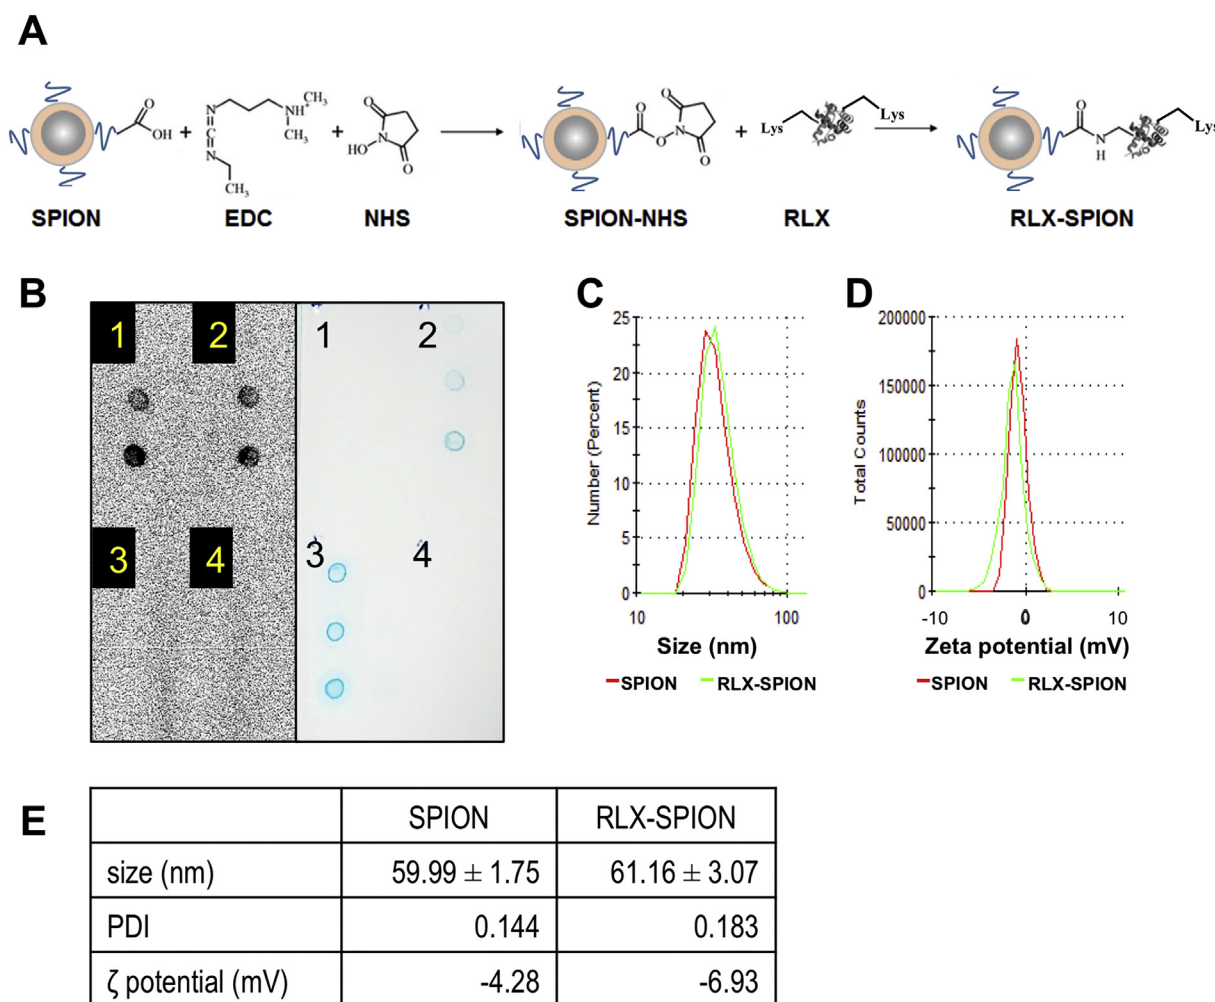 A
O
OH
+
N
C
N
NH⁺
CH₃
CH₃
CH₃
+
O
N
HO
O
O
O
N
O
O
+
Lys
Lys
O
N
H
Lys
SPION
EDC
NHS
SPION-NHS
RLX
RLX-SPION
B
1
2
3
4
1
2
3
4
C
Number (Percent)
25
20
15
10
5
0
10
100
Size (nm)
SPION
RLX-SPION
D
Total Counts
200000
150000
100000
50000
0
-10
0
10
Zeta potential (mV)
SPION
RLX-SPION
E
SPION RLX-SPION
size (nm) 59.99 ± 1.75 61.16 ± 3.07
PDI 0.144 0.183
ζ potential (mV) -4.28 -6.93